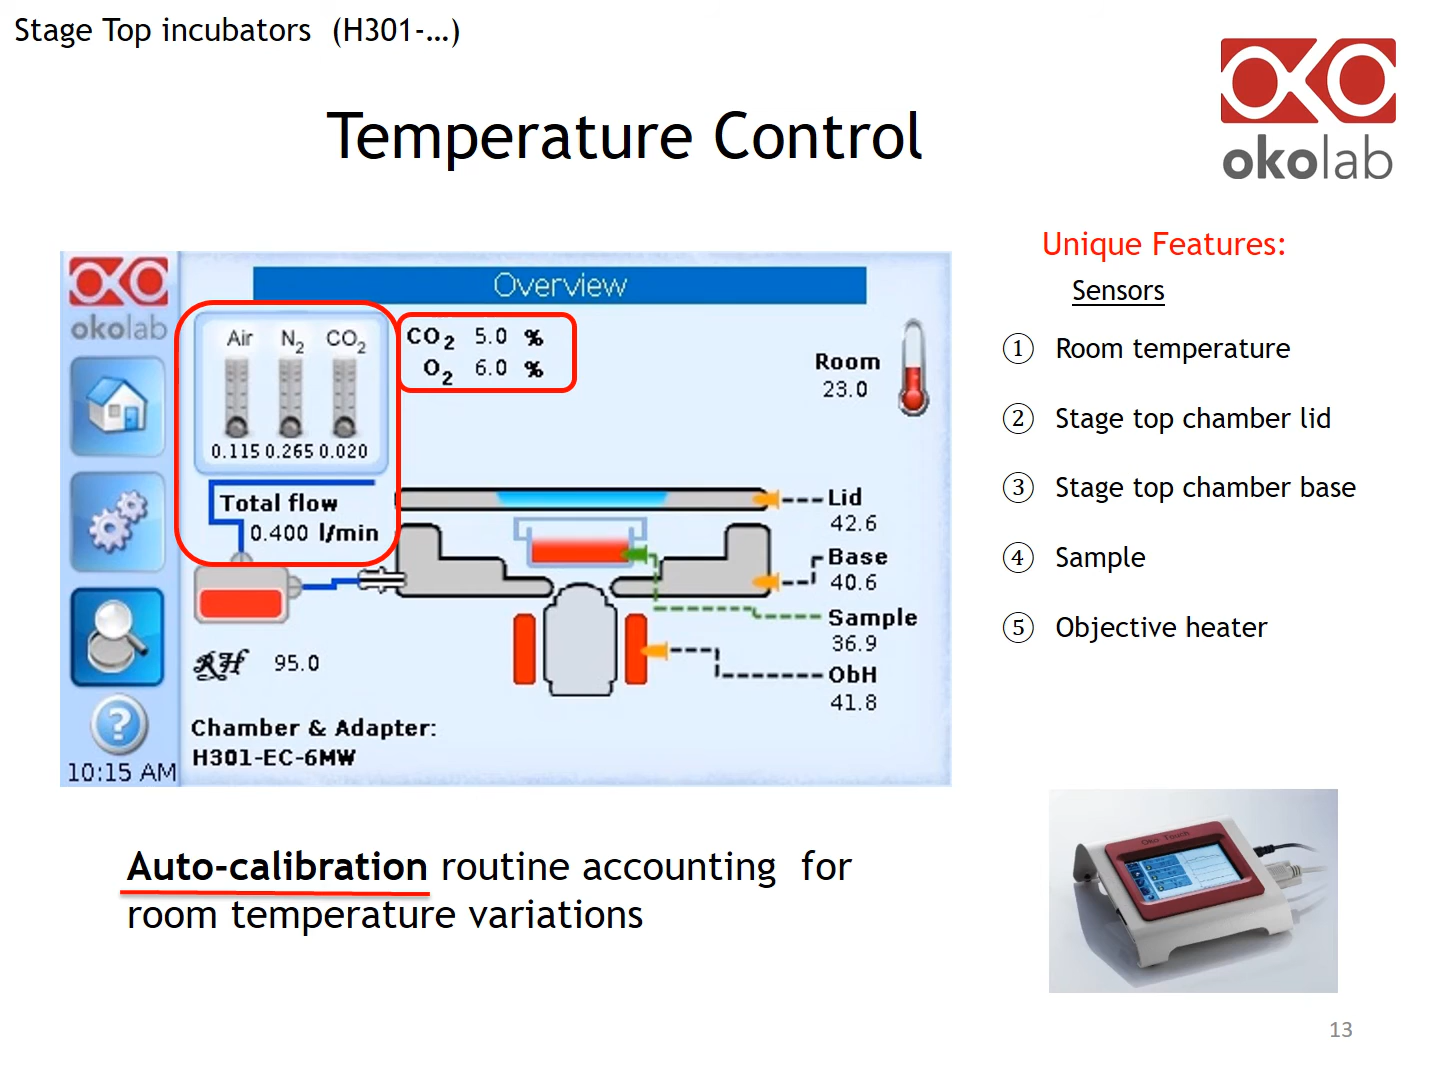 Stage Top incubators  (H301-...)
okolab
Temperature Control
Unique Features:
Sensors
① Room temperature
② Stage top chamber lid
③ Stage top chamber base
④ Sample
⑤ Objective heater
okolab
Overview
Air N2 CO2
0.115 0.265 0.020
Total flow
0.400 l/min
CO2 5.0 %
O2 6.0 %
Room
23.0
Lid
42.6
Base
40.6
Sample
36.9
ObH
41.8
RH 95.0
Chamber & Adapter:
H301-EC-6MW
?
10:15 AM
Auto-calibration routine accounting  for
room temperature variations
Oko Touch
13